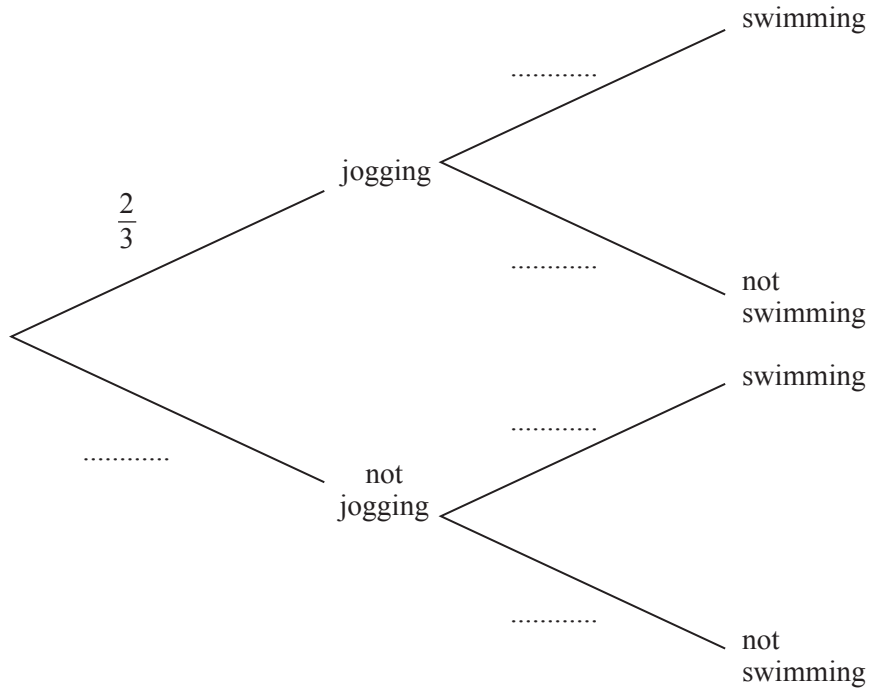 swimming
............
jogging
2
3
............
not
swimming
swimming
............
............
not
jogging
............
not
swimming